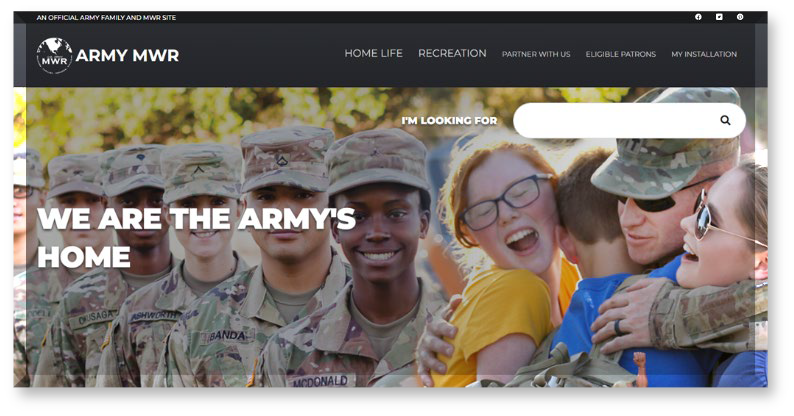 AN OFFICIAL ARMY FAMILY AND MWR SITE
MWR
ARMY MWR
HOME LIFE
RECREATION
PARTNER WITH US
ELIGIBLE PATRONS
MY INSTALLATION
I'M LOOKING FOR
WE ARE THE ARMY'S
HOME
ASHWORTH
BANDA
MCDONALD